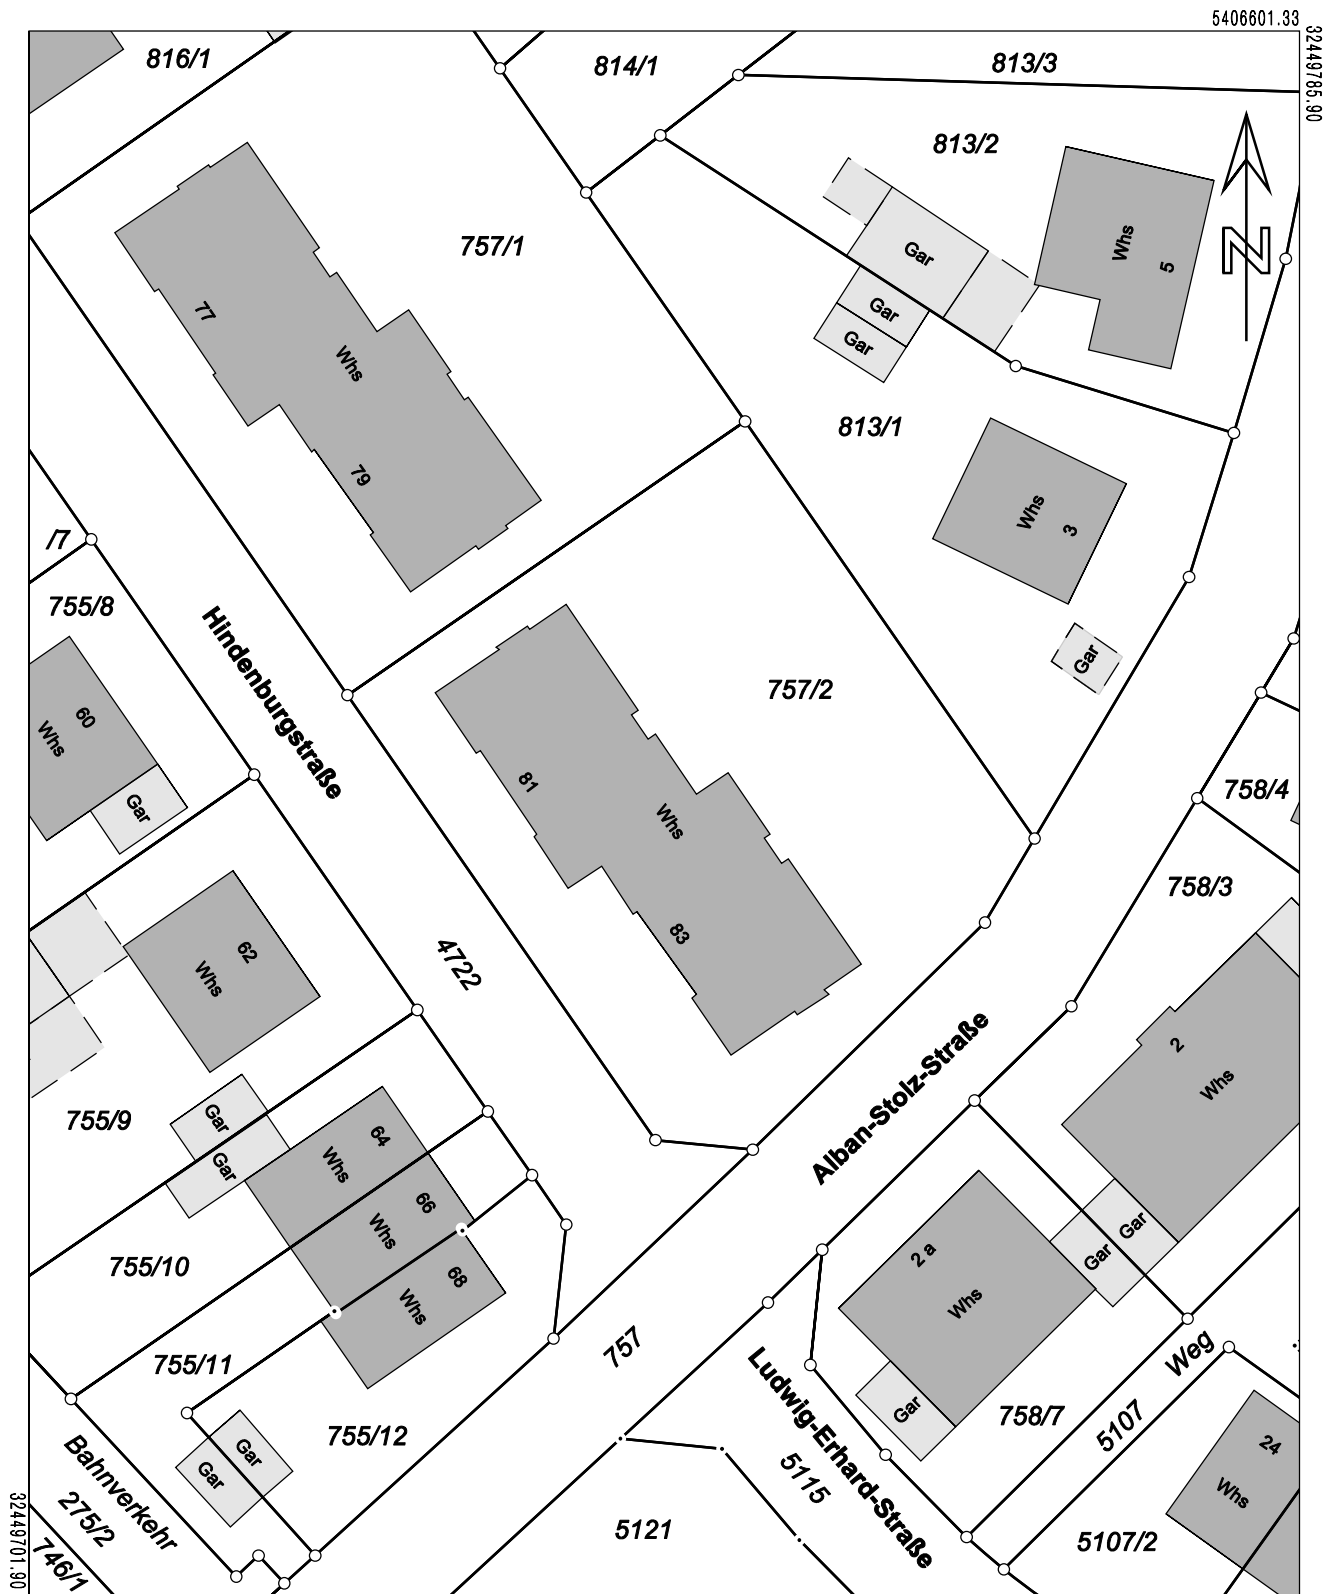 5406601.33
32449785.90
816/1
814/1
813/3
813/2
N
Whs
5
Gar
757/1
77
Whs
Gar
Gar
813/1
79
Whs
3
/7
755/8
Hindenburgstraße
Gar
757/2
60
Whs
Gar
81
Whs
758/4
758/3
83
62
Whs
4722
Alban-Stolz-Straße
2
Whs
755/9
Gar
Gar
64
Whs
66
Whs
68
Whs
2 a
Whs
Gar
Gar
755/10
755/11
755/12
757
Weg
Ludwig-Erhard-Straße
Gar
758/7
5107
24
Whs
Bahnverkehr
Gar
Gar
275/2
746/1
5115
5121
5107/2
32449701.90